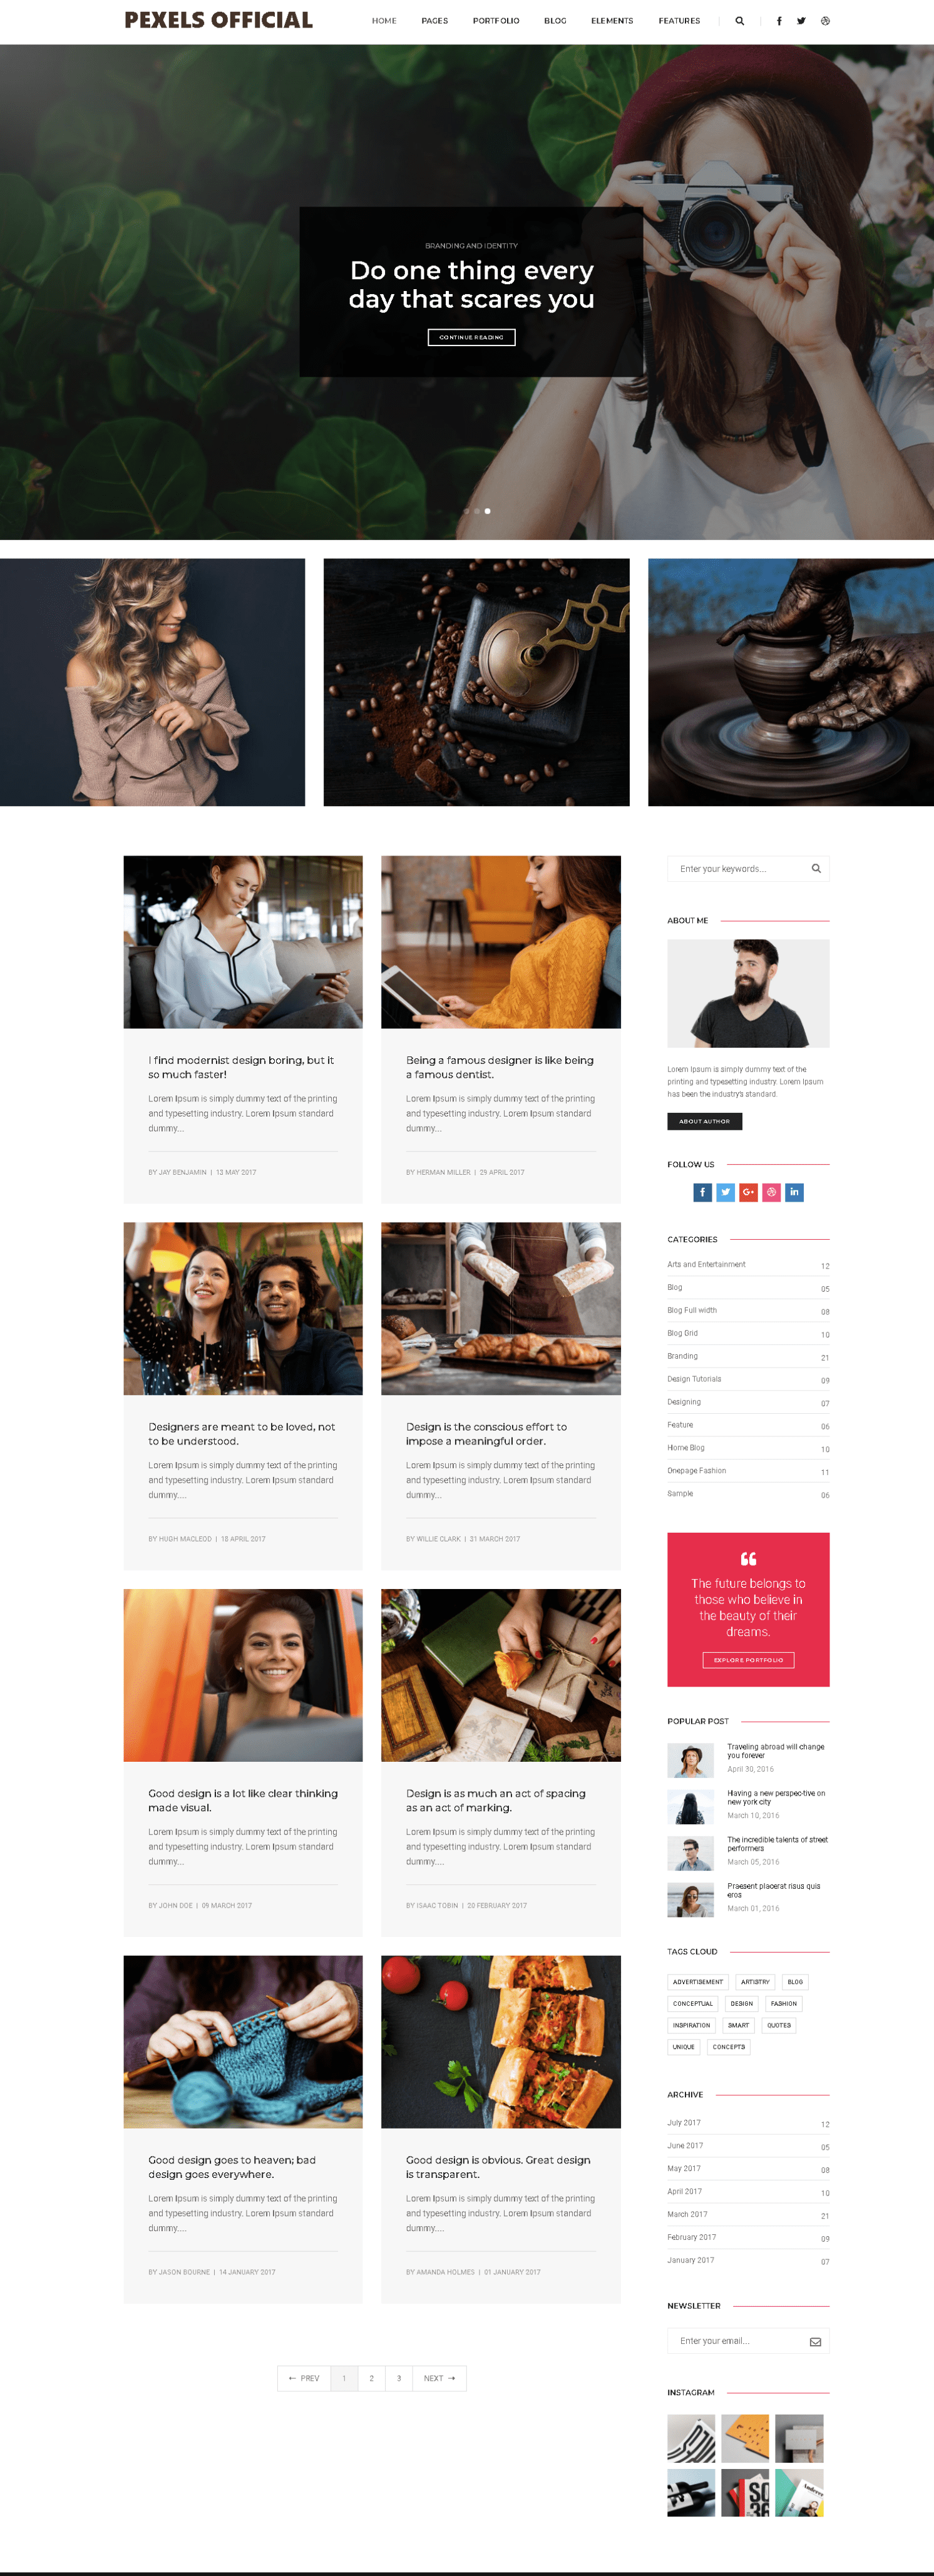 PEXELS OFFICIAL
HOME PAGES PORTFOLIO BLOG ELEMENTS FEATURES
BRANDING AND IDENTITY
Do one thing every
day that scares you
CONTINUE READING
I find modernist design boring, but it
so much faster!
Lorem Ipsum is simply dummy text of the printing
and typesetting industry. Lorem Ipsum standard
dummy...
BY JAY BENJAMIN | 12 MAY 2017
Being a famous designer is like being
a famous dentist.
Lorem Ipsum is simply dummy text of the printing
and typesetting industry. Lorem Ipsum standard
dummy...
BY HERMAN MILLER | 29 APRIL 2017
Designers are meant to be loved, not
to be understood.
Lorem Ipsum is simply dummy text of the printing
and typesetting industry. Lorem Ipsum standard
dummy....
BY HUGH MACLEOD | 15 APRIL 2017
Design is the conscious effort to
impose a meaningful order.
Lorem Ipsum is simply dummy text of the printing
and typesetting industry. Lorem Ipsum standard
dummy...
BY WILLIE CLARK | 31 MARCH 2017
Good design is a lot like clear thinking
made visual.
Lorem Ipsum is simply dummy text of the printing
and typesetting industry. Lorem Ipsum standard
dummy...
BY JOHN DOE | 09 MARCH 2017
Design is as much an act of spacing
as an act of marking.
Lorem Ipsum is simply dummy text of the printing
and typesetting industry. Lorem Ipsum standard
dummy....
BY ISAAC TOBIN | 20 FEBRUARY 2017
Good design goes to heaven; bad
design goes everywhere.
Lorem Ipsum is simply dummy text of the printing
and typesetting industry. Lorem Ipsum standard
dummy....
BY JASON BOURNE | 14 JANUARY 2017
Good design is obvious. Great design
is transparent.
Lorem Ipsum is simply dummy text of the printing
and typesetting industry. Lorem Ipsum standard
dummy....
BY AMANDA HOLMES | 01 JANUARY 2017
← PREV 1 2 3 NEXT →
Enter your keywords...
ABOUT ME
Lorem Ipsum is simply dummy text of the
printing and typesetting industry. Lorem Ipsum
has been the industry's standard.
ABOUT AUTHOR
FOLLOW US
CATEGORIES
Arts and Entertainment 12
Blog 05
Blog Full width 08
Blog Grid 10
Branding 21
Design Tutorials 09
Designing 07
Feature 06
Home Blog 10
Onepage Fashion 11
Sample 06
The future belongs to
those who believe in
the beauty of their
dreams.
EXPLORE PORTFOLIO
POPULAR POST
Traveling abroad will change
you forever
April 30, 2016
Having a new perspec-tive on
new york city
March 10, 2016
The incredible talents of street
performers
March 05, 2016
Praesent placerat risus quis
eros
March 01, 2016
TAGS CLOUD
ADVERTISEMENT ARTISTRY BLOG
CONCEPTUAL DESIGN FASHION
INSPIRATION SMART QUOTES
UNIQUE CONCEPTS
ARCHIVE
July 2017 12
June 2017 05
May 2017 08
April 2017 10
March 2017 21
February 2017 09
January 2017 07
NEWSLETTER
Enter your email...
INSTAGRAM